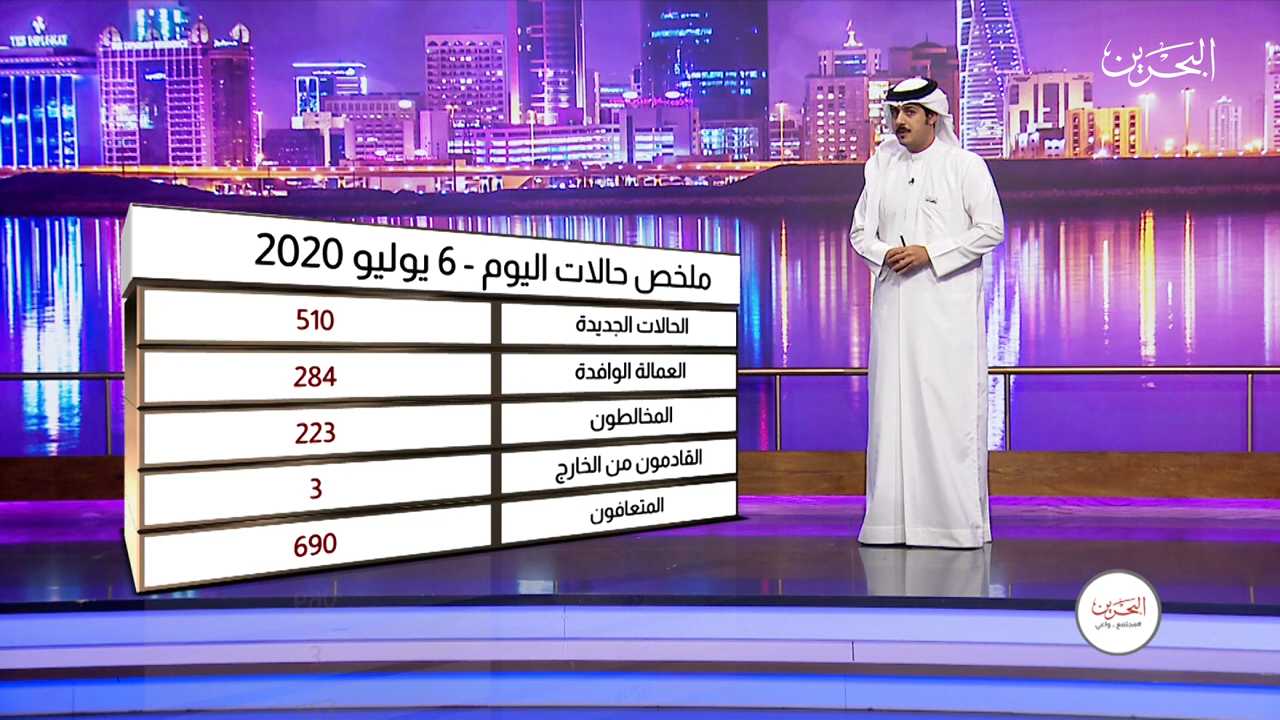 البحرين
ملخص حالات اليوم - 6 يوليو 2020
الحالات الجديدة 510
العمالة الوافدة 284
المخالطون 223
القادمون من الخارج 3
المتعافون 690
البحرين
#مجتمع_واعي